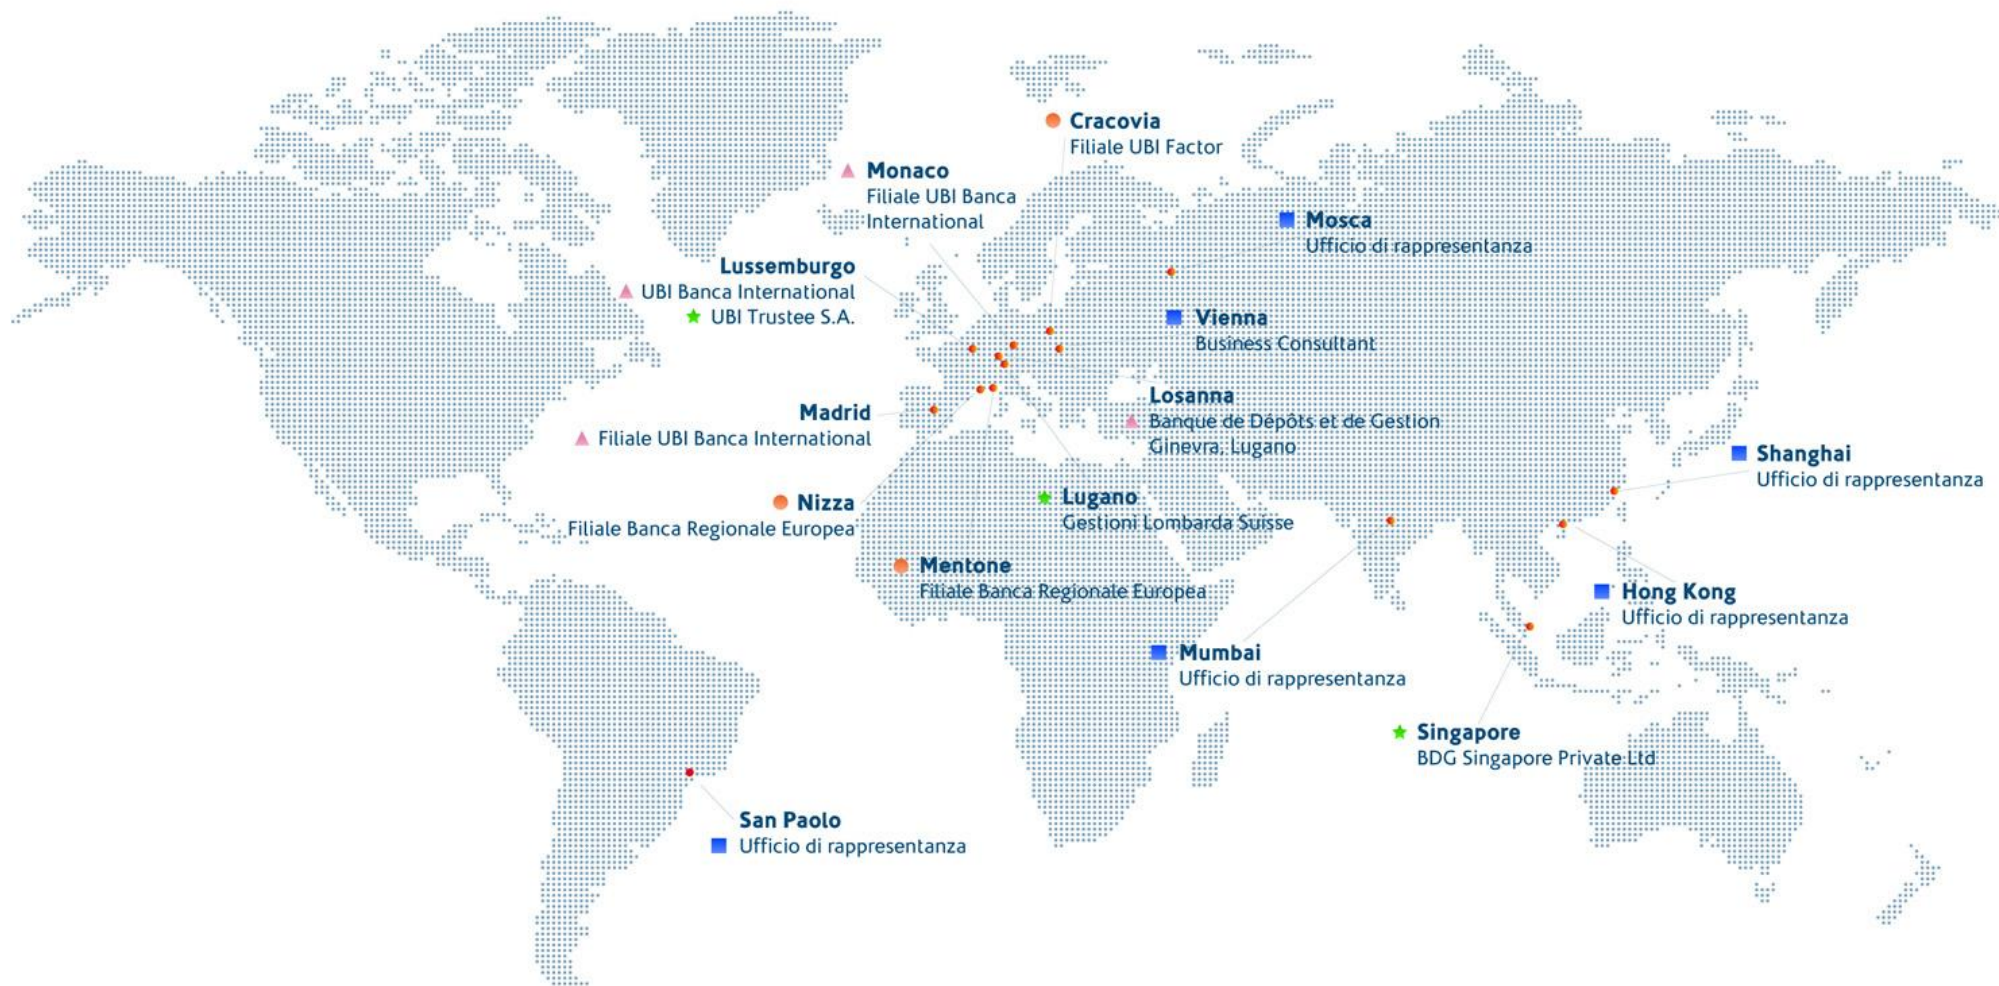 Cracovia
Filiale UBI Factor
Monaco
Filiale UBI Banca
International
Mosca
Ufficio di rappresentanza
Lussemburgo
UBI Banca International
UBI Trustee S.A.
Vienna
Business Consultant
Losanna
Banque de Dépôts et de Gestion
Ginevra, Lugano
Madrid
Filiale UBI Banca International
Shanghai
Ufficio di rappresentanza
Nizza
Filiale Banca Regionale Europea
Lugano
Gestioni Lombarda Suisse
Mentone
Filiale Banca Regionale Europea
Hong Kong
Ufficio di rappresentanza
Mumbai
Ufficio di rappresentanza
Singapore
BDG Singapore Private Ltd
San Paolo
Ufficio di rappresentanza